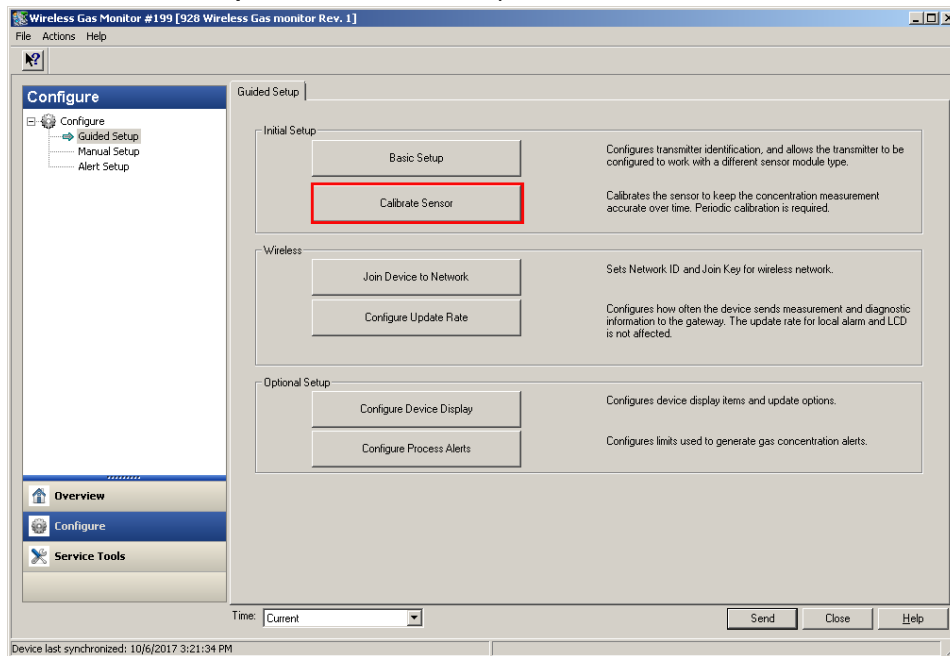 Wireless Gas Monitor #199 [928 Wireless Gas monitor Rev. 1]
File Actions Help
Configure
Configure
Guided Setup
Manual Setup
Alert Setup
Overview
Configure
Service Tools
Guided Setup
Initial Setup
Basic Setup
Configures transmitter identification, and allows the transmitter to be
configured to work with a different sensor module type.
Calibrate Sensor
Calibrates the sensor to keep the concentration measurement
accurate over time. Periodic calibration is required.
Wireless
Join Device to Network
Sets Network ID and Join Key for wireless network.
Configure Update Rate
Configures how often the device sends measurement and diagnostic
information to the gateway. The update rate for local alarm and LCD
is not affected.
Optional Setup
Configure Device Display
Configures device display items and update options.
Configure Process Alerts
Configures limits used to generate gas concentration alerts.
Time: Current
Send Close Help
Device last synchronized: 10/6/2017 3:21:34 PM